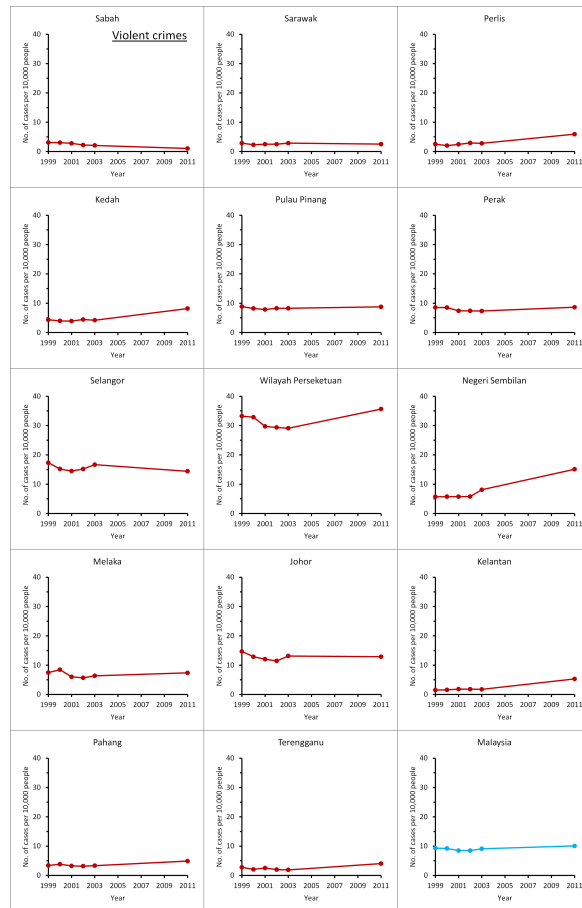 Sabah
Violent crimes
No. of cases per 10,000 people
40
30
20
10
0
1999 2001 2003 2005 2007 2009 2011
Year
Sarawak
No. of cases per 10,000 people
40
30
20
10
0
1999 2001 2003 2005 2007 2009 2011
Year
Perlis
No. of cases per 10,000 people
40
30
20
10
0
1999 2001 2003 2005 2007 2009 2011
Year
Kedah
No. of cases per 10,000 people
40
30
20
10
0
1999 2001 2003 2005 2007 2009 2011
Year
Pulau Pinang
No. of cases per 10,000 people
40
30
20
10
0
1999 2001 2003 2005 2007 2009 2011
Year
Perak
No. of cases per 10,000 people
40
30
20
10
0
1999 2001 2003 2005 2007 2009 2011
Year
Selangor
No. of cases per 10,000 people
40
30
20
10
0
1999 2001 2003 2005 2007 2009 2011
Year
Wilayah Perseketuan
No. of cases per 10,000 people
40
30
20
10
0
1999 2001 2003 2005 2007 2009 2011
Year
Negeri Sembilan
No. of cases per 10,000 people
40
30
20
10
0
1999 2001 2003 2005 2007 2009 2011
Year
Melaka
No. of cases per 10,000 people
40
30
20
10
0
1999 2001 2003 2005 2007 2009 2011
Year
Johor
No. of cases per 10,000 people
40
30
20
10
0
1999 2001 2003 2005 2007 2009 2011
Year
Kelantan
No. of cases per 10,000 people
40
30
20
10
0
1999 2001 2003 2005 2007 2009 2011
Year
Pahang
No. of cases per 10,000 people
40
30
20
10
0
1999 2001 2003 2005 2007 2009 2011
Year
Terengganu
No. of cases per 10,000 people
40
30
20
10
0
1999 2001 2003 2005 2007 2009 2011
Year
Malaysia
No. of cases per 10,000 people
40
30
20
10
0
1999 2001 2003 2005 2007 2009 2011
Year